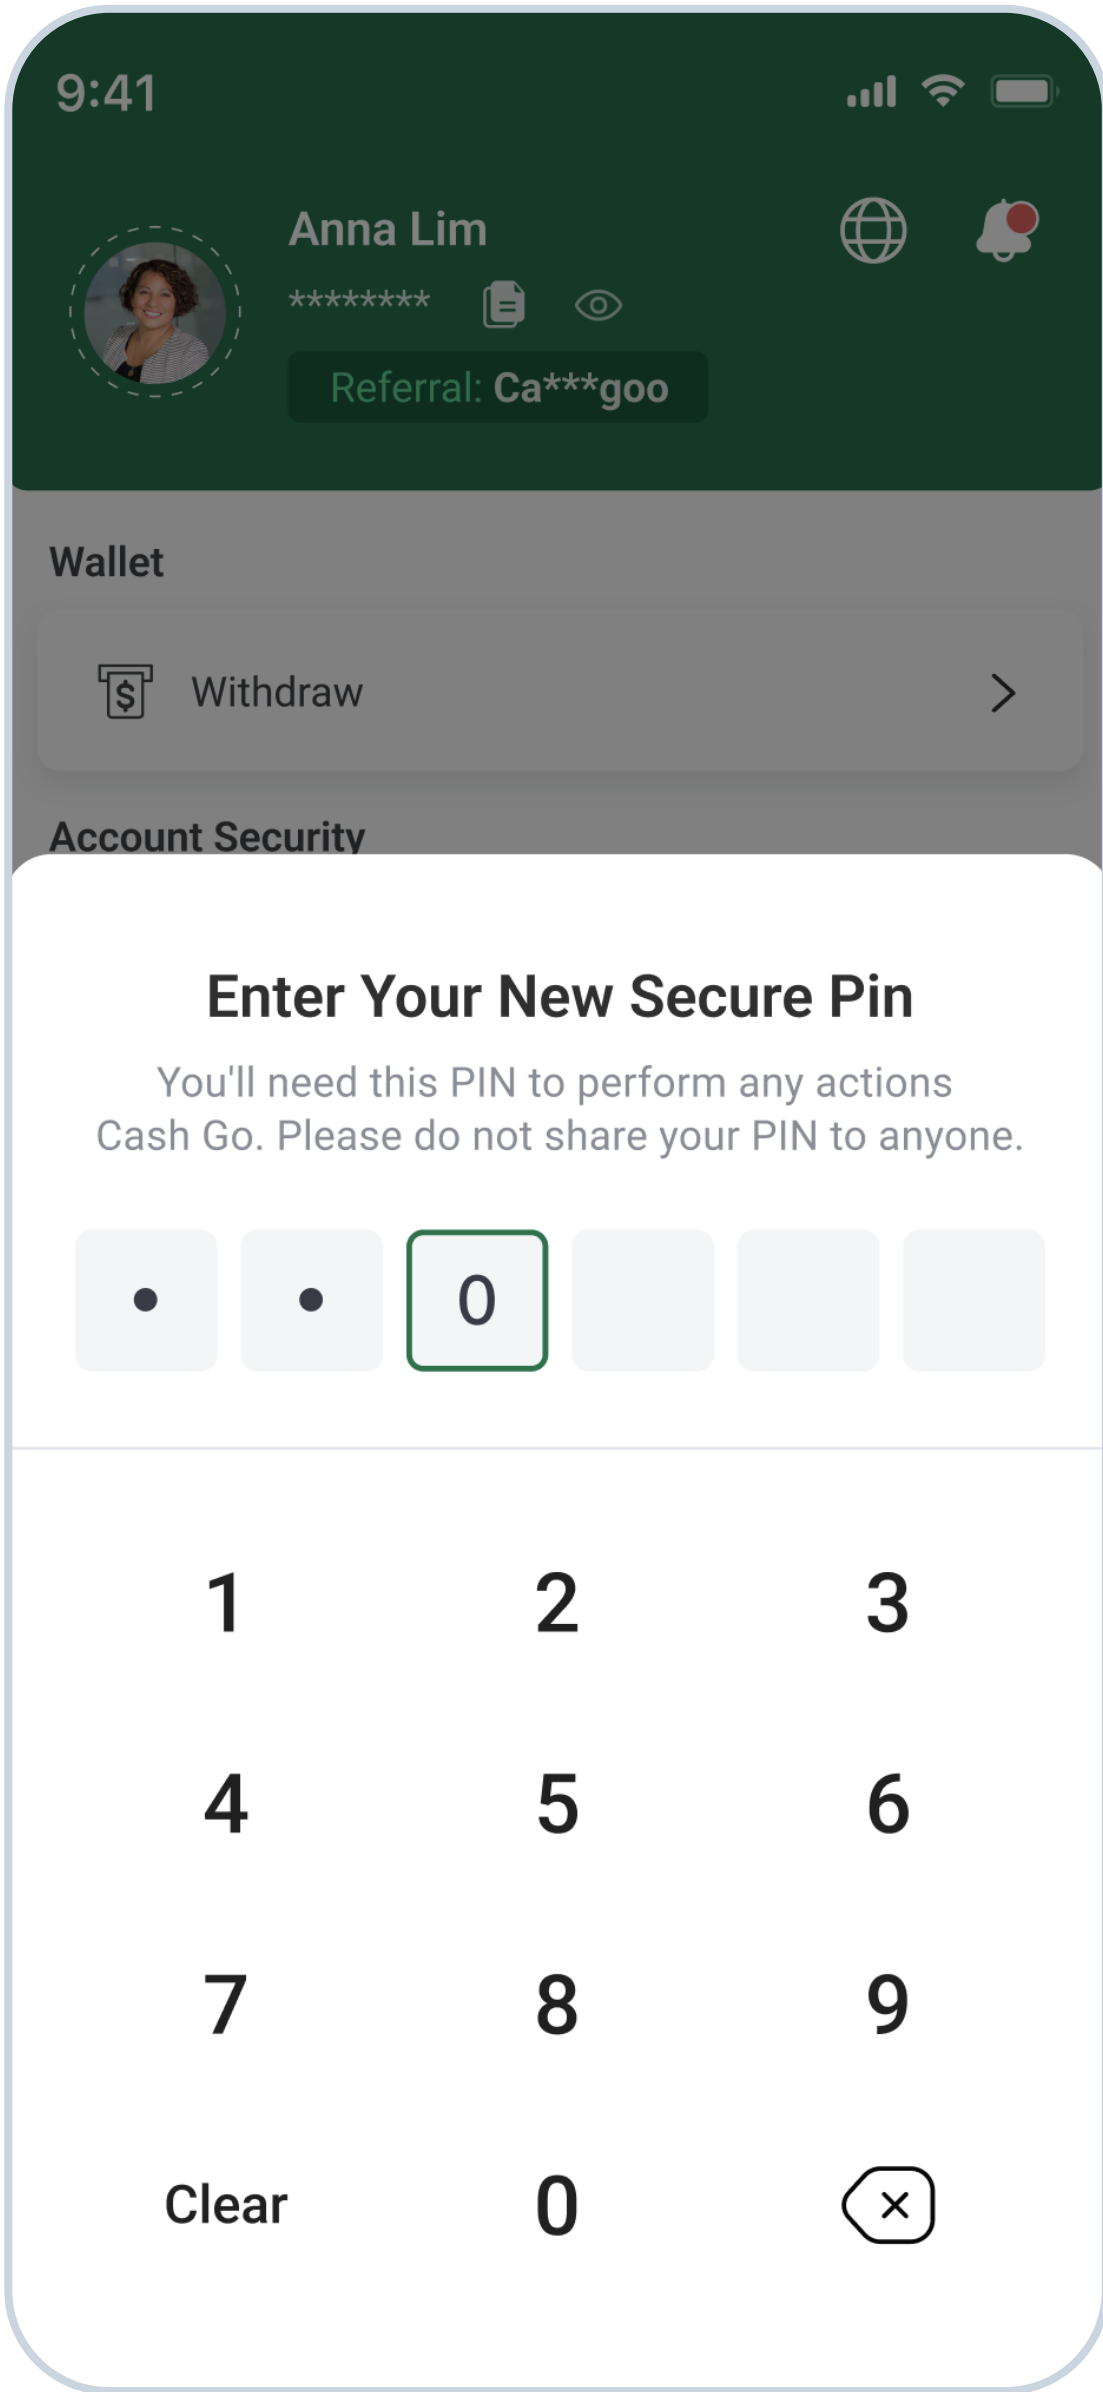 9:41
Anna Lim
********
Referral: Ca***goo
Wallet
Withdraw
Account Security
Enter Your New Secure Pin
You'll need this PIN to perform any actions
Cash Go. Please do not share your PIN to anyone.
0
1 2 3
4 5 6
7 8 9
Clear 0